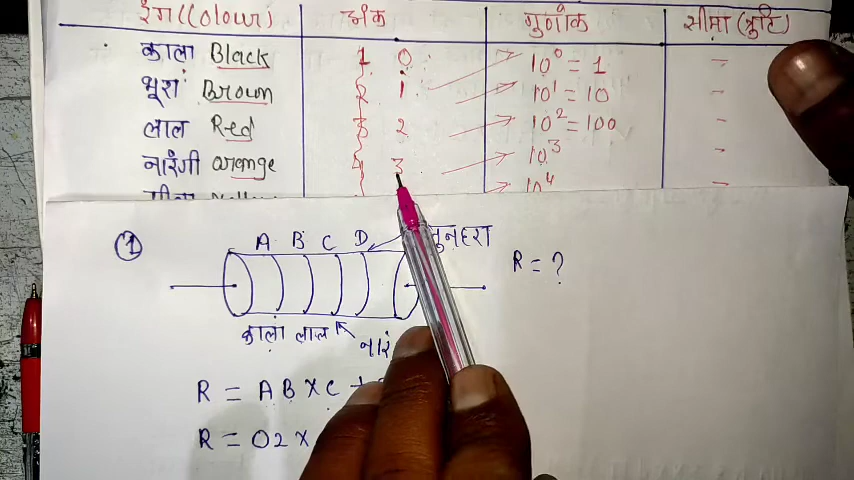 रंग (Colour) अंक गुणांक सीमा (त्रुटि)
काला Black 1 0 10⁰ = 1 -
भूरा Brown 2 1 10¹ = 10 -
लाल Red 3 2 10² = 100 -
नारंगी orange 4 3 10³ -
10⁴ -
① A B C D सुनहरा R = ?
काला लाल
R = AB × C
R = 02 ×